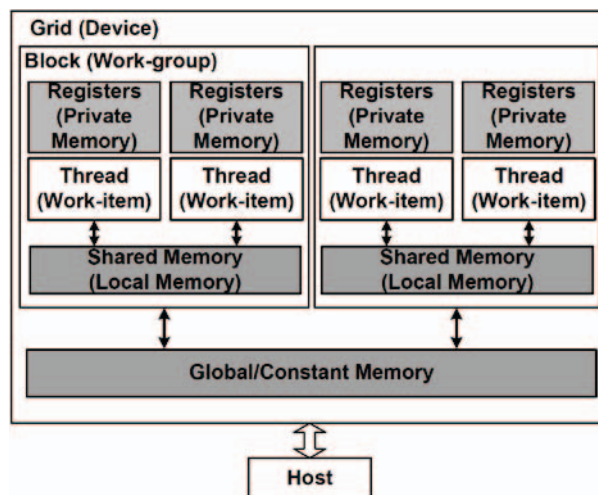 Grid (Device)
Block (Work-group)
Registers
(Private
Memory)
Registers
(Private
Memory)
Registers
(Private
Memory)
Registers
(Private
Memory)
Thread
(Work-item)
Thread
(Work-item)
Thread
(Work-item)
Thread
(Work-item)
Shared Memory
(Local Memory)
Shared Memory
(Local Memory)
Global/Constant Memory
Host